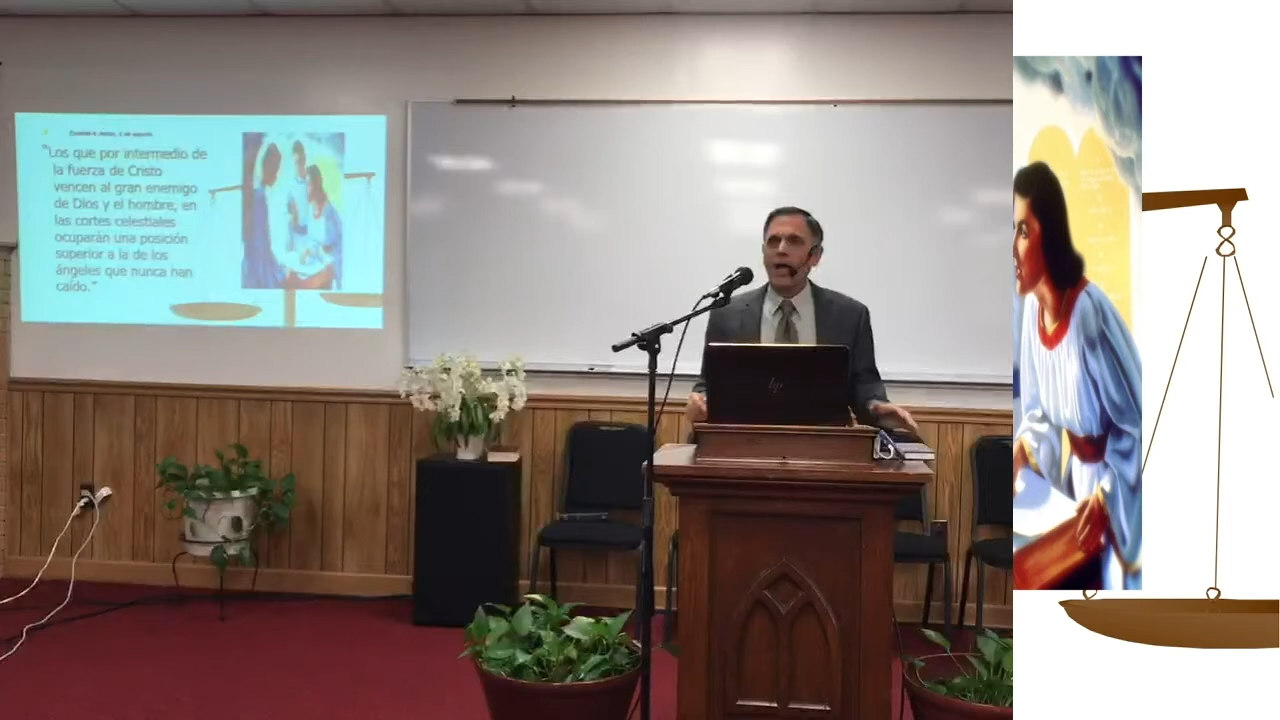 "Los que por intermedio de
la fuerza de Cristo
vencen al gran enemigo
de Dios y el hombre, en
las cortes celestiales
ocuparán una posición
superior a la de los
ángeles que nunca han
caído."
hp